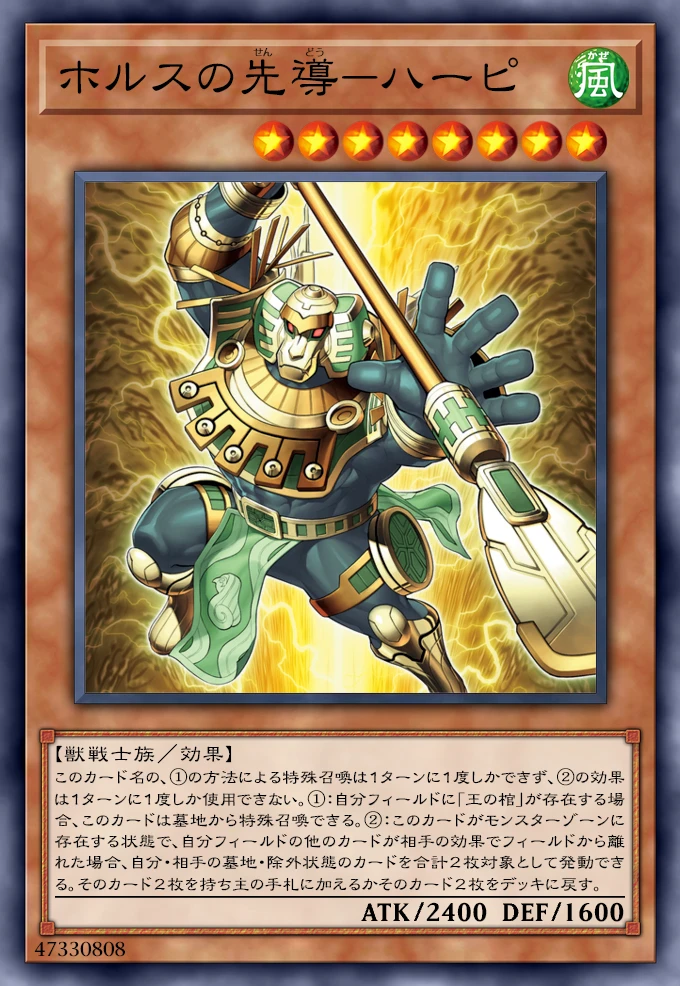 せん どう
ホルスの先導－ハーピ
かぜ
風
【獣戦士族／効果】
このカード名の、①の方法による特殊召喚は1ターンに1度しかできず、②の効果
は1ターンに1度しか使用できない。①：自分フィールドに「王の棺」が存在する場
合、このカードは墓地から特殊召喚できる。②：このカードがモンスターゾーンに
存在する状態で、自分フィールドの他のカードが相手の効果でフィールドから離
れた場合、自分・相手の墓地・除外状態のカードを合計2枚対象として発動でき
る。そのカード2枚を持ち主の手札に加えるかそのカード2枚をデッキに戻す。
ATK/2400 DEF/1600
47330808